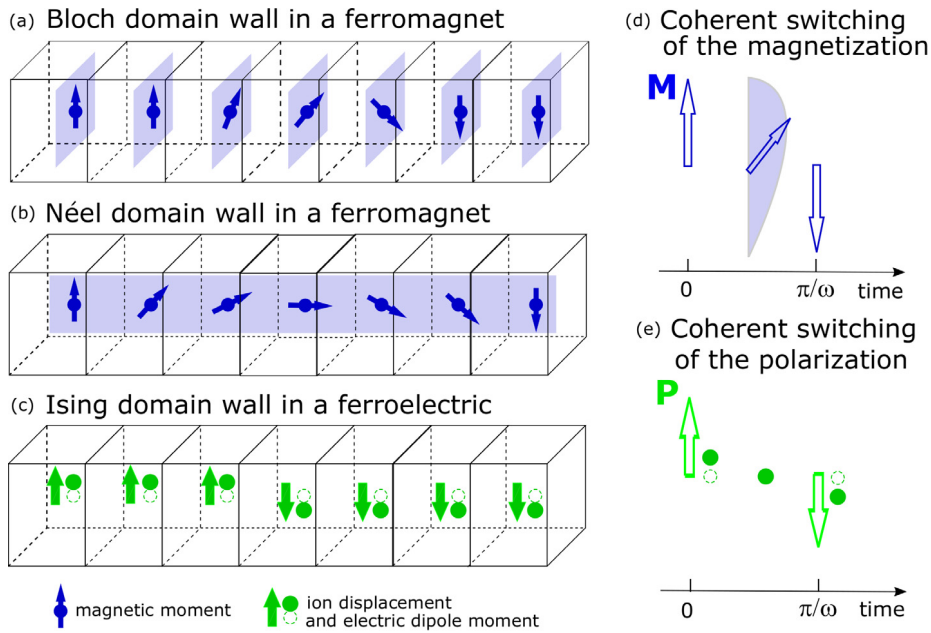 (a) Bloch domain wall in a ferromagnet
(b) Néel domain wall in a ferromagnet
(c) Ising domain wall in a ferroelectric
magnetic moment
ion displacement
and electric dipole moment
(d) Coherent switching
of the magnetization
M
0
π/ω
time
(e) Coherent switching
of the polarization
P
0
π/ω
time